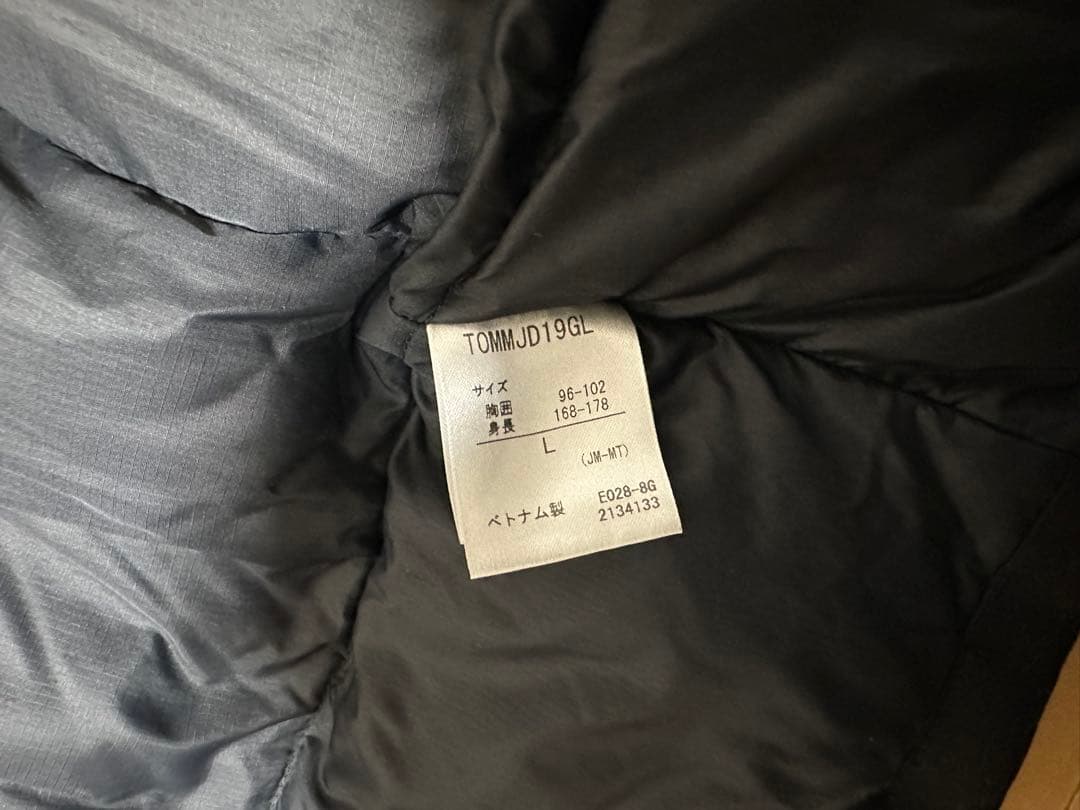 TOMMJD19GL
サイズ
胸囲 96-102
身長 168-178
L
(JM-MT)
E028-8G
ベトナム製 2134133